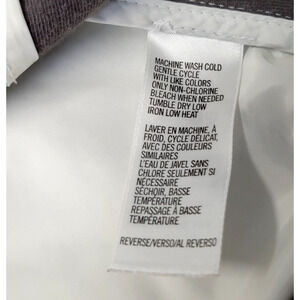 MACHINE WASH COLD
GENTLE CYCLE
WITH LIKE COLORS
ONLY NON-CHLORINE
BLEACH WHEN NEEDED
TUMBLE DRY LOW
IRON LOW HEAT
LAVER EN MACHINE, À
FROID, CYCLE DÉLICAT,
AVEC DES COULEURS
SIMILAIRES
L'EAU DE JAVEL SANS
CHLORE SEULEMENT SI
NÉCESSAIRE
SÉCHOIR, BASSE
TEMPÉRATURE
REPASSAGE À BASSE
TEMPÉRATURE
REVERSE/VERSO/AL REVERSO